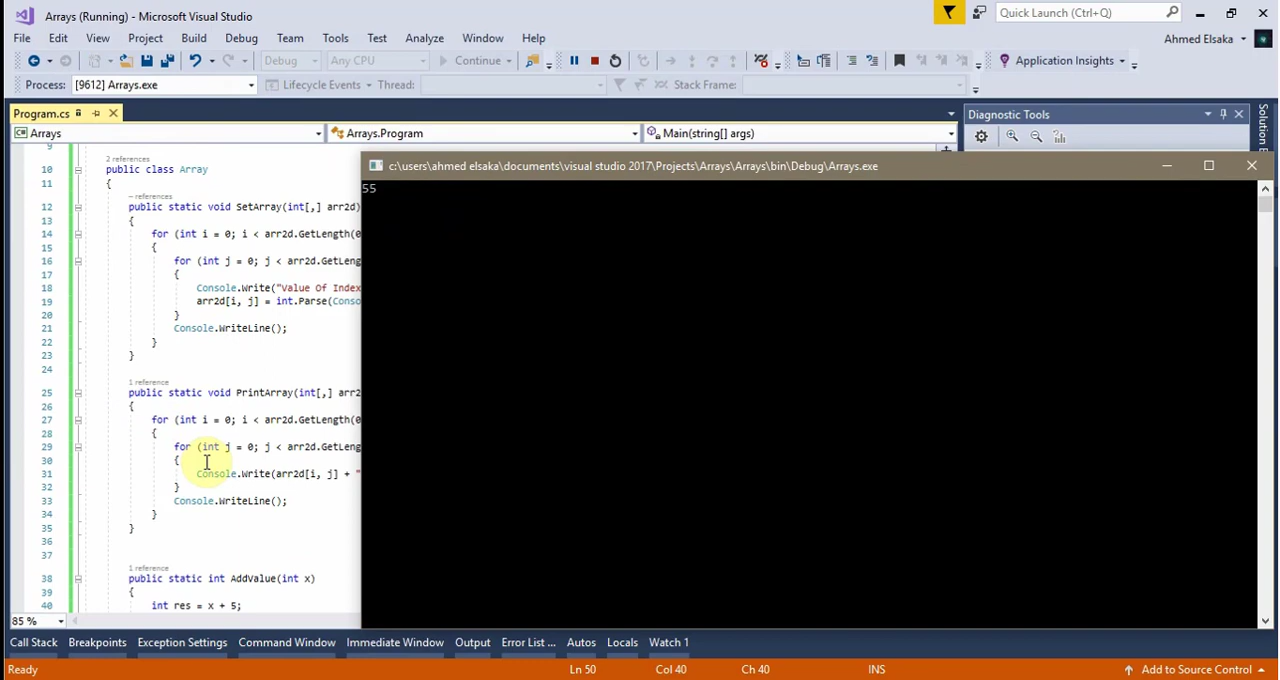 Arrays (Running) - Microsoft Visual Studio
Quick Launch (Ctrl+Q)
File Edit View Project Build Debug Team Tools Test Analyze Window Help
Ahmed Elsaka
Debug Any CPU Continue Application Insights
Process: [9612] Arrays.exe Lifecycle Events Thread: Stack Frame:
Program.cs
Diagnostic Tools
Arrays Arrays.Program Main(string[] args)
Solution
9
2 references
10 public class Array
c:\users\ahmed elsaka\documents\visual studio 2017\Projects\Arrays\Arrays\bin\Debug\Arrays.exe
11 {
55
- references
12 public static void SetArray(int[,] arr2d)
13 {
14 for (int i = 0; i < arr2d.GetLength(0
15 {
16 for (int j = 0; j < arr2d.GetLeng
17 {
18 Console.Write("Value Of Index
19 arr2d[i, j] = int.Parse(Conso
20 }
21 Console.WriteLine();
22 }
23 }
24
1 reference
25 public static void PrintArray(int[,] arr2
26 {
27 for (int i = 0; i < arr2d.GetLength(0
28 {
29 for (int j = 0; j < arr2d.GetLeng
30 {
31 Console.Write(arr2d[i, j] + "
32 }
33 Console.WriteLine();
34 }
35 }
36
37
1 reference
38 public static int AddValue(int x)
39 {
40 int res = x + 5;
85 %
Call Stack Breakpoints Exception Settings Command Window Immediate Window Output Error List ... Autos Locals Watch 1
Ready Ln 50 Col 40 Ch 40 INS Add to Source Control